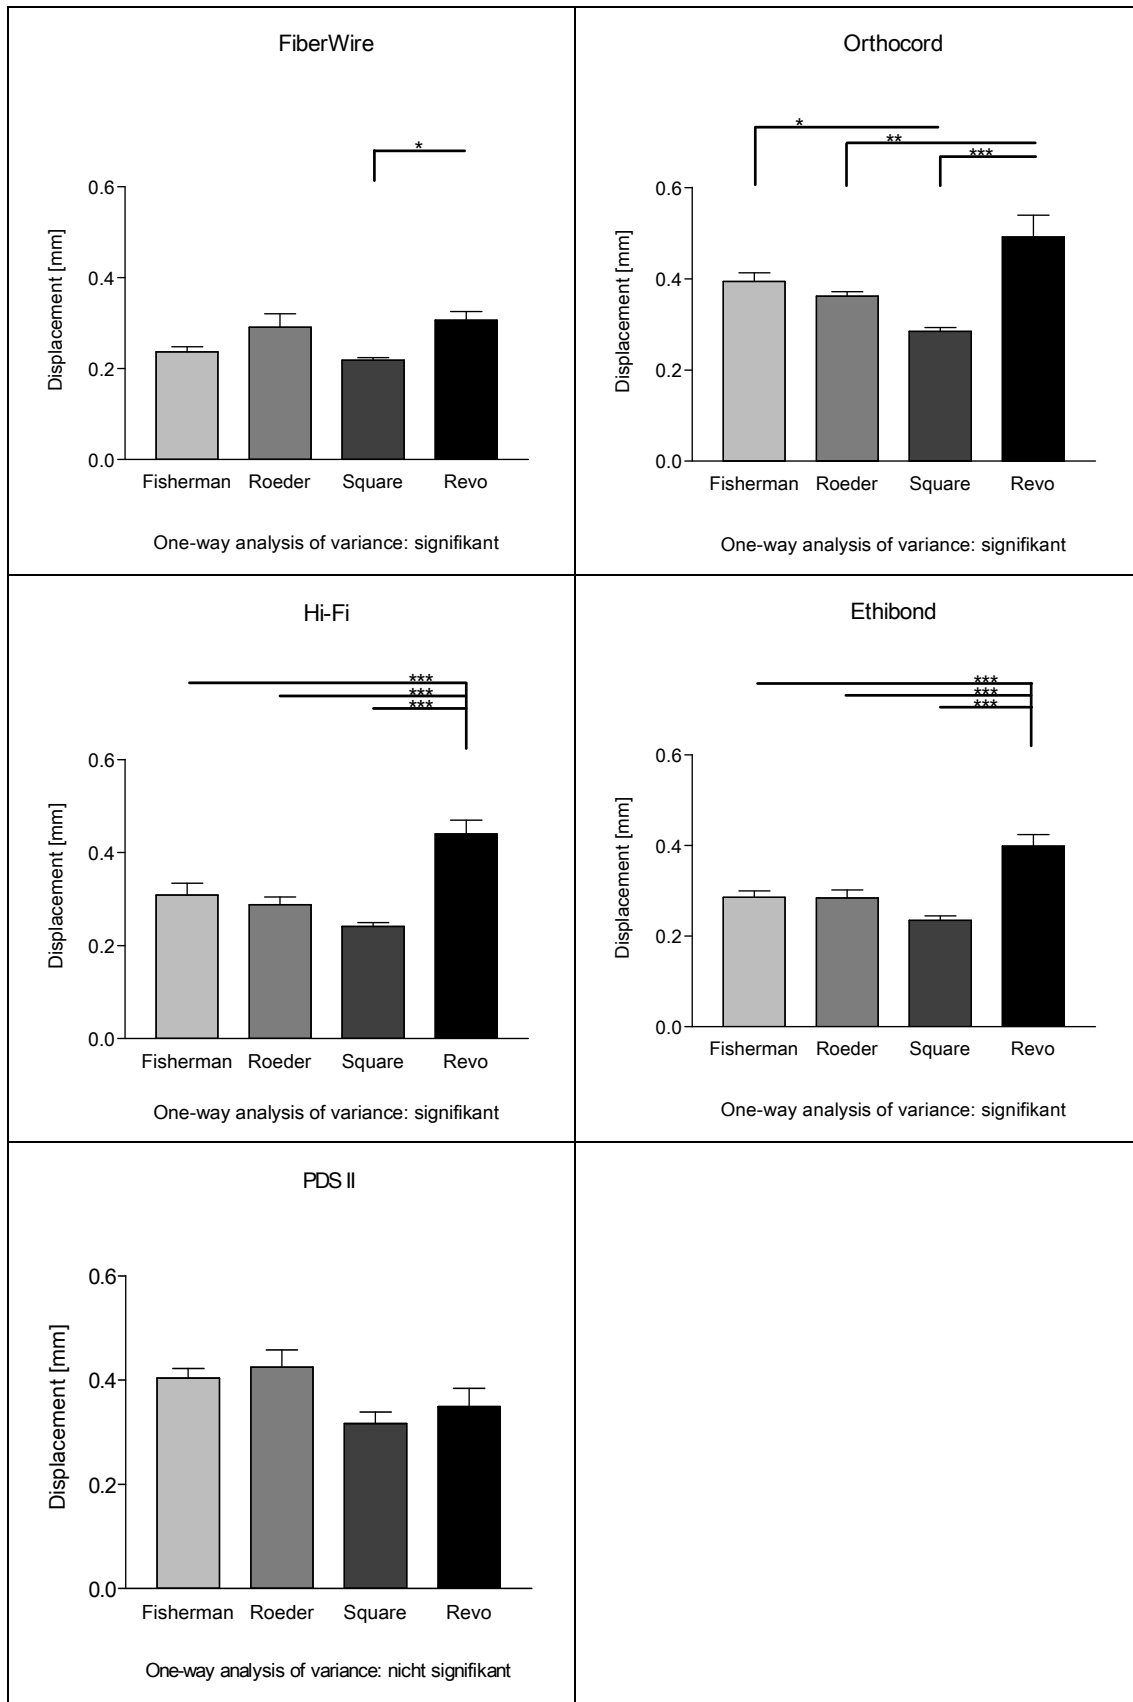 FiberWire
*
Displacement [mm]
0.6
0.4
0.2
0.0
Fisherman Roeder Square Revo
One-way analysis of variance: signifikant
Orthocord
*
**
***
Displacement [mm]
0.6
0.4
0.2
0.0
Fisherman Roeder Square Revo
One-way analysis of variance: signifikant
Hi-Fi
***
***
***
Displacement [mm]
0.6
0.4
0.2
0.0
Fisherman Roeder Square Revo
One-way analysis of variance: signifikant
Ethibond
***
***
***
Displacement [mm]
0.6
0.4
0.2
0.0
Fisherman Roeder Square Revo
One-way analysis of variance: signifikant
PDS II
Displacement [mm]
0.6
0.4
0.2
0.0
Fisherman Roeder Square Revo
One-way analysis of variance: nicht signifikant